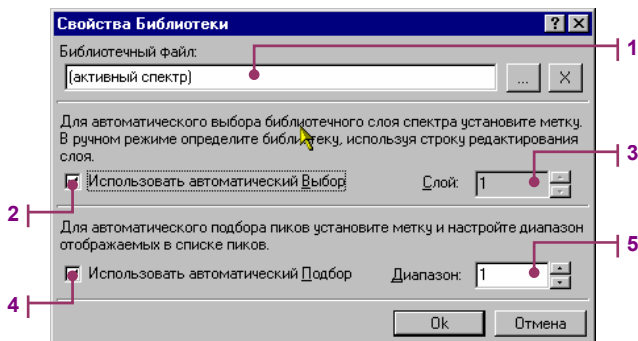 Свойства Библиотеки
Библиотечный файл:
1
(активный спектр)
...
X
Для автоматического выбора библиотечного слоя спектра установите метку.
В ручном режиме определите библиотеку, используя строку редактирования
слоя.
3
Использовать автоматический Выбор
Слой:
1
2
Для автоматического подбора пиков установите метку и настройте диапазон
отображаемых в списке пиков.
5
Использовать автоматический Подбор
Диапазон:
1
4
Ok
Отмена